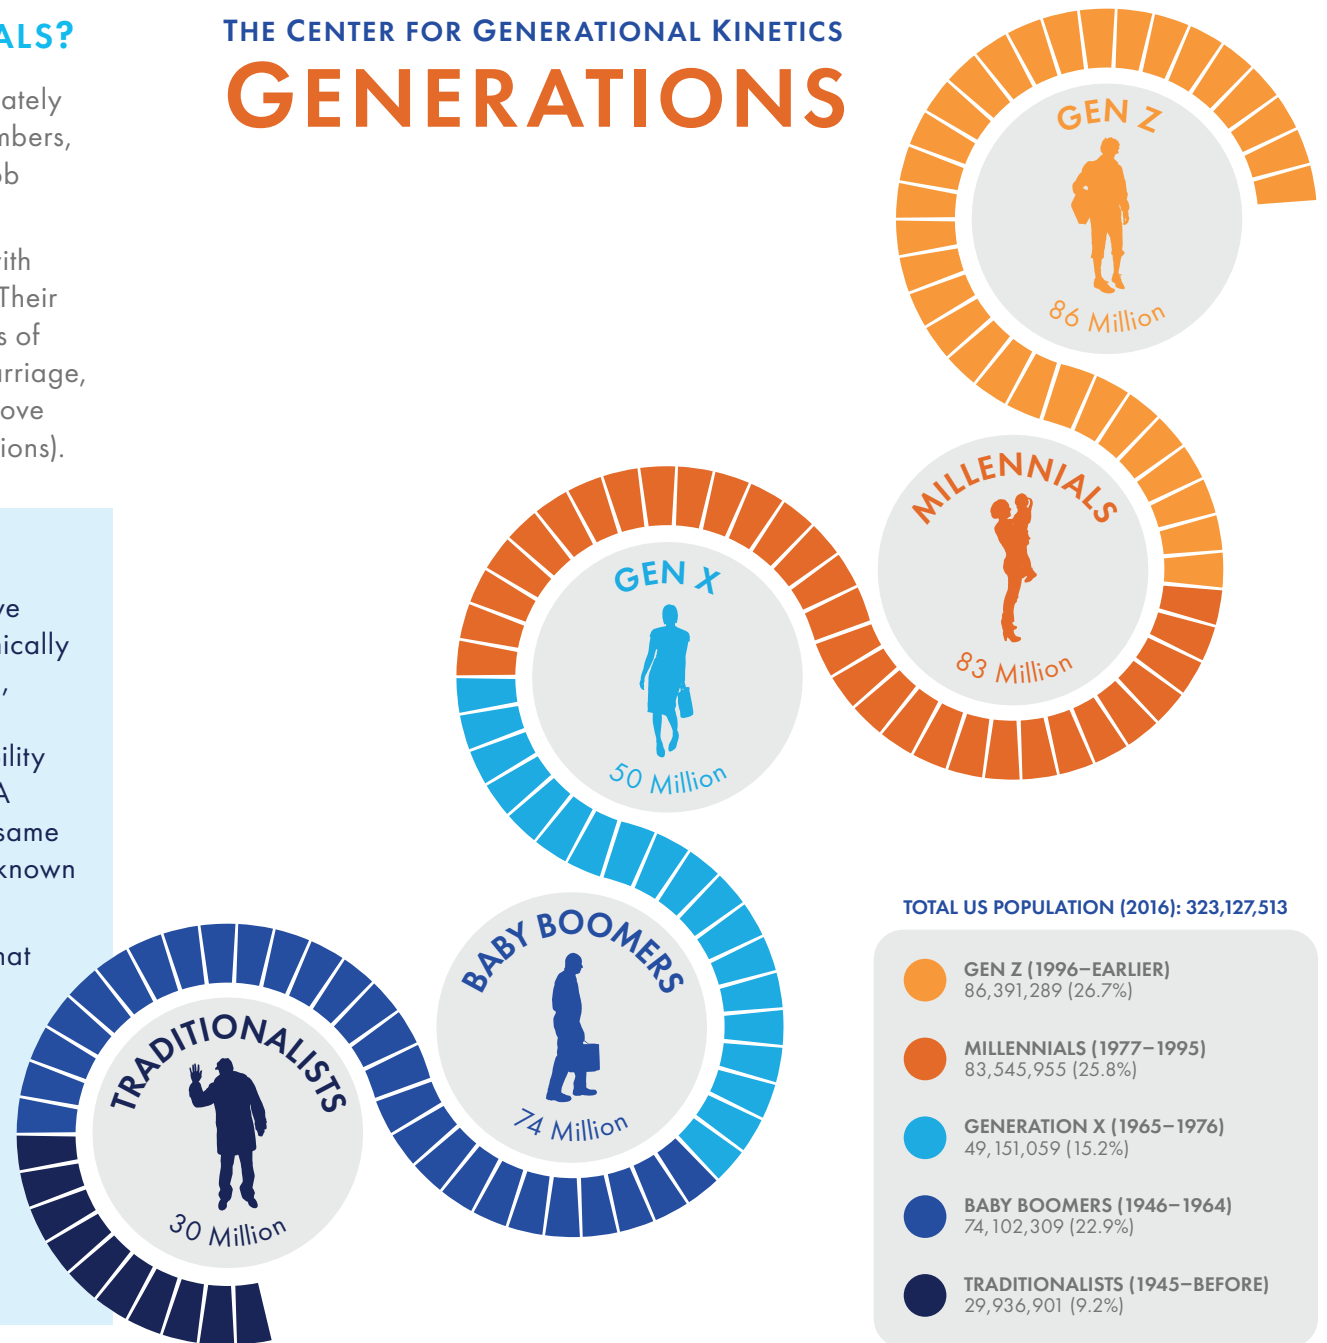 ALS?
ately
mbers,
ob
ith
Their
s of
arriage,
ove
ions).
ve
ically
,
ility
A
same
known
hat
THE CENTER FOR GENERATIONAL KINETICS
GENERATIONS
GEN Z
86 Million
MILLENNIALS
83 Million
GEN X
50 Million
BABY BOOMERS
74 Million
TRADITIONALISTS
30 Million
TOTAL US POPULATION (2016): 323,127,513
GEN Z (1996–EARLIER)
86,391,289 (26.7%)
MILLENNIALS (1977–1995)
83,545,955 (25.8%)
GENERATION X (1965–1976)
49,151,059 (15.2%)
BABY BOOMERS (1946–1964)
74,102,309 (22.9%)
TRADITIONALISTS (1945–BEFORE)
29,936,901 (9.2%)